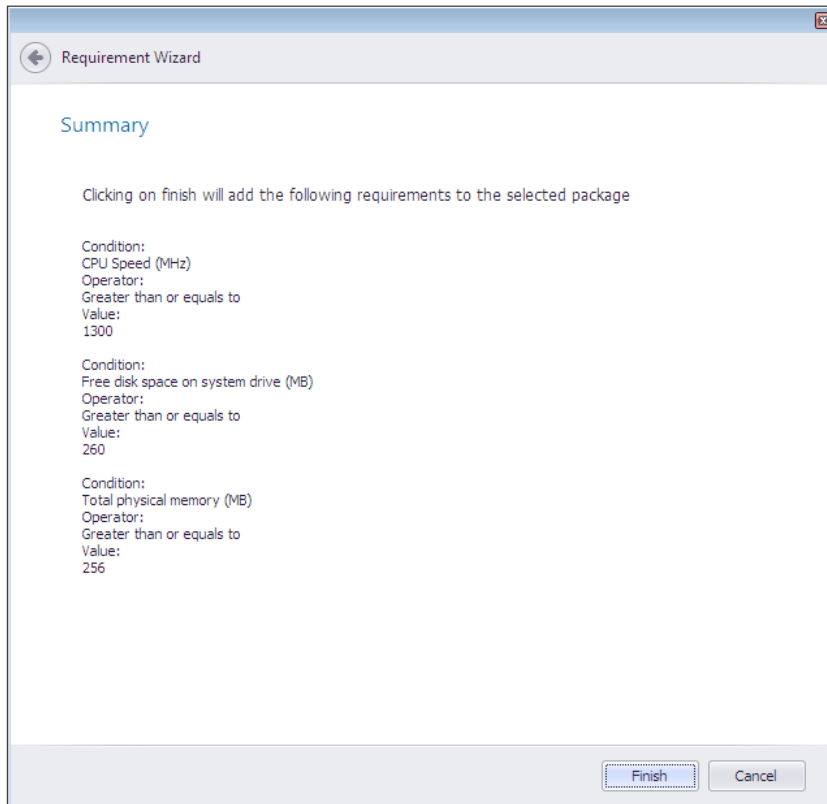 Requirement Wizard
Summary
Clicking on finish will add the following requirements to the selected package
Condition:
CPU Speed (MHz)
Operator:
Greater than or equals to
Value:
1300
Condition:
Free disk space on system drive (MB)
Operator:
Greater than or equals to
Value:
260
Condition:
Total physical memory (MB)
Operator:
Greater than or equals to
Value:
256
Finish Cancel